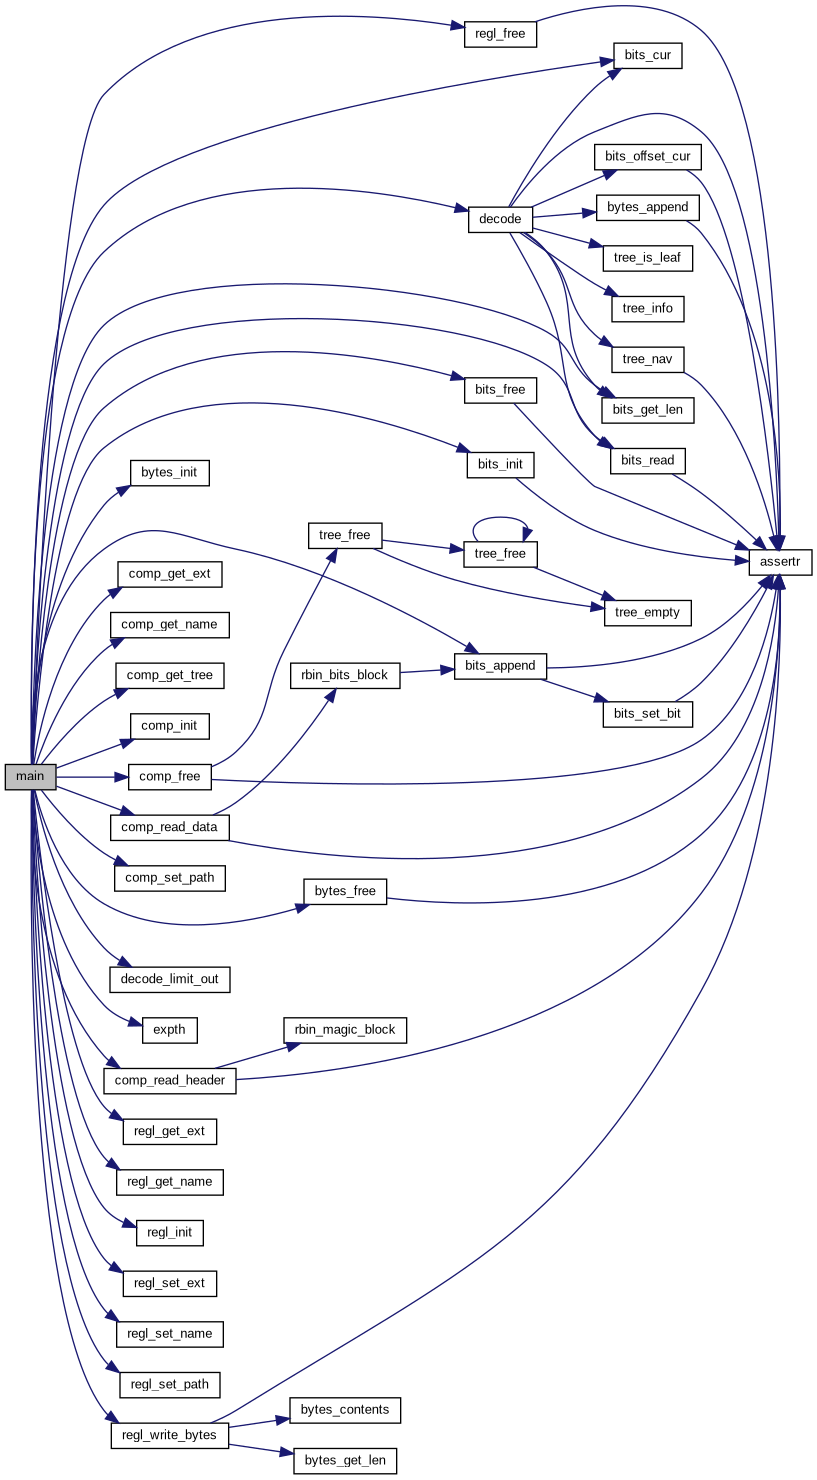 regl_free
bits_cur
bits_offset_cur
bytes_append
decode
tree_is_leaf
tree_info
tree_nav
bits_free
bits_get_len
bits_read
bits_init
bytes_init
tree_free
tree_free
assertr
comp_get_ext
tree_empty
comp_get_name
bits_append
comp_get_tree
rbin_bits_block
bits_set_bit
comp_init
main
comp_free
comp_read_data
comp_set_path
bytes_free
decode_limit_out
expth
rbin_magic_block
comp_read_header
regl_get_ext
regl_get_name
regl_init
regl_set_ext
regl_set_name
regl_set_path
bytes_contents
regl_write_bytes
bytes_get_len